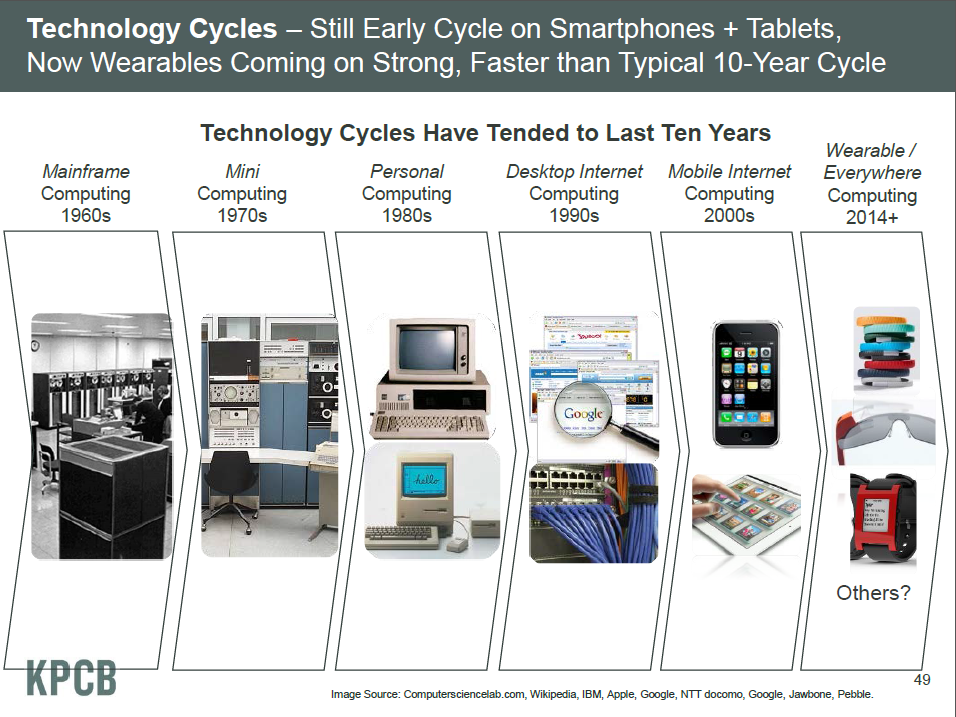 Technology Cycles – Still Early Cycle on Smartphones + Tablets,
Now Wearables Coming on Strong, Faster than Typical 10-Year Cycle
Technology Cycles Have Tended to Last Ten Years
Mainframe
Computing
1960s
Mini
Computing
1970s
Personal
Computing
1980s
Desktop Internet
Computing
1990s
Mobile Internet
Computing
2000s
Wearable /
Everywhere
Computing
2014+
YAHOO!
Google
hello
Others?
KPCB
49
Image Source: Computersciencelab.com, Wikipedia, IBM, Apple, Google, NTT docomo, Google, Jawbone, Pebble.